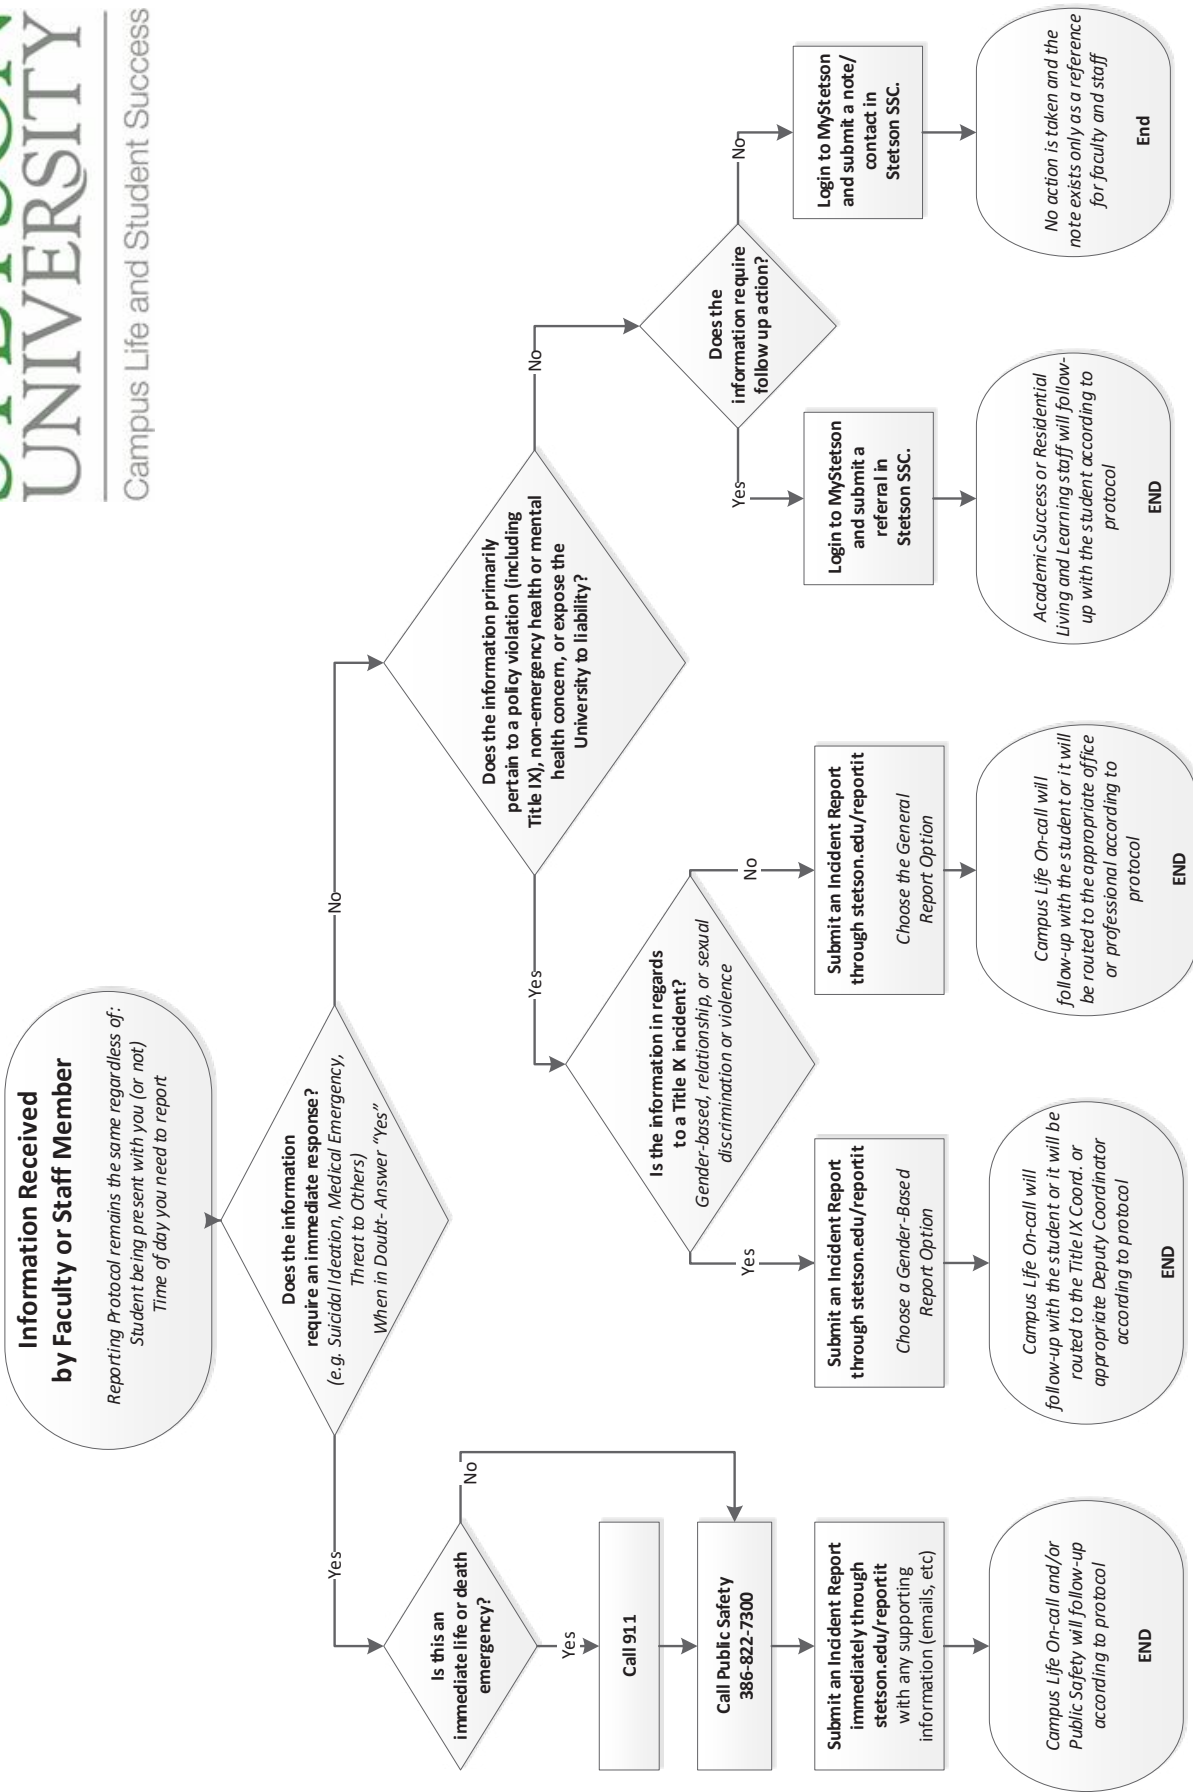 UNIVERSITY
Campus Life and Student Success
Information Received
by Faculty or Staff Member
Reporting Protocol remains the same regardless of:
Student being present with you (or not)
Time of day you need to report
Does the information
require an immediate response?
(e.g. Suicidal Ideation, Medical Emergency,
Threat to Others)
When in Doubt- Answer “Yes”
Yes
No
Is this an
immediate life or death
emergency?
Yes
No
Call 911
Call Public Safety
386-822-7300
Submit an Incident Report
immediately through
stetson.edu/reportit
with any supporting
information (emails, etc)
Campus Life On-call and/or
Public Safety will follow-up
according to protocol
END
Does the information primarily
pertain to a policy violation (including
Title IX), non-emergency health or mental
health concern, or expose the
University to liability?
Yes
No
Is the information in regards
to a Title IX incident?
Gender-based, relationship, or sexual
discrimination or violence
Yes
No
Submit an Incident Report
through stetson.edu/reportit
Choose a Gender-Based
Report Option
Campus Life On-call will
follow-up with the student or it will be
routed to the Title IX Coord. or
appropriate Deputy Coordinator
according to protocol
END
Submit an Incident Report
through stetson.edu/reportit
Choose the General
Report Option
Campus Life On-call will
follow-up with the student or it will
be routed to the appropriate office
or professional according to
protocol
END
Does the
information require
follow up action?
Yes
No
Login to MyStetson
and submit a
referral in
Stetson SSC.
Academic Success or Residential
Living and Learning staff will follow-
up with the student according to
protocol
END
Login to MyStetson
and submit a note/
contact in
Stetson SSC.
No action is taken and the
note exists only as a reference
for faculty and staff
End